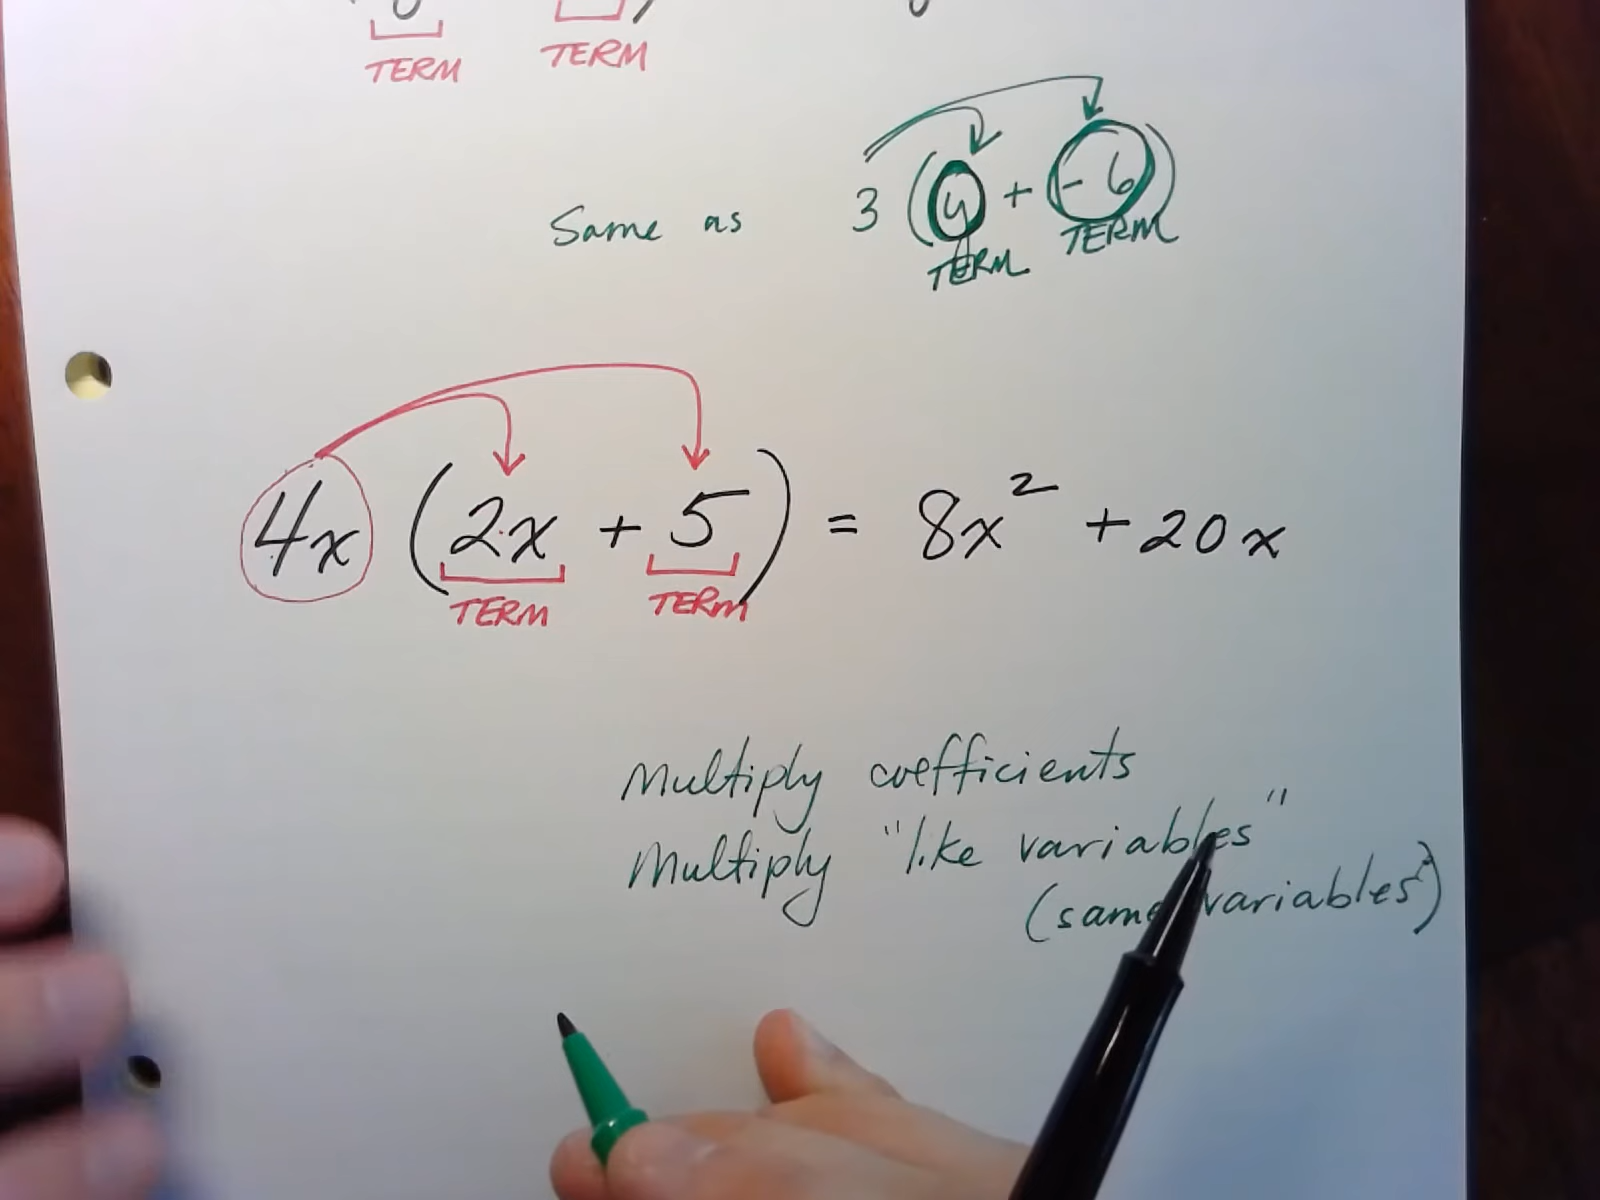 TERM TERM
Same as 3 (y + -6)
TERM TERM
4x (2x + 5) = 8x² + 20x
TERM TERM
Multiply coefficients
Multiply "like variables"
(same variables)